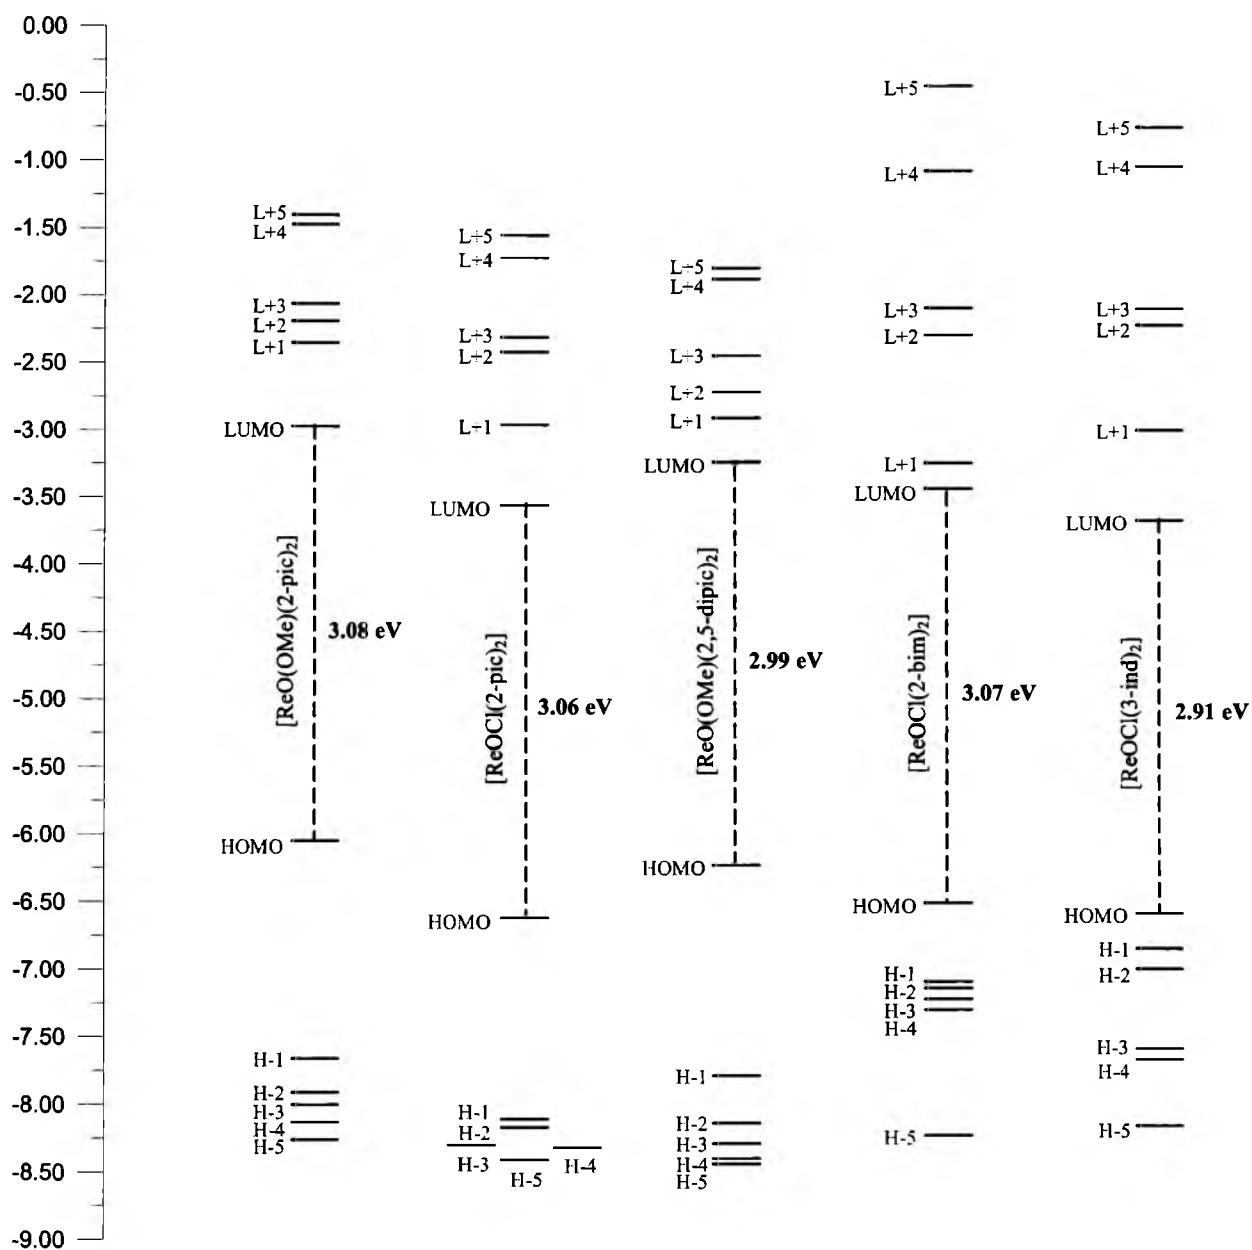 0.00
-0.50
-1.00
-1.50
-2.00
-2.50
-3.00
-3.50
-4.00
-4.50
-5.00
-5.50
-6.00
-6.50
-7.00
-7.50
-8.00
-8.50
-9.00
L+5
L+4
L+3
L+2
L+1
LUMO
[ReO(OMe)(2-pic)₂]
3.08 eV
HOMO
H-1
H-2
H-3
H-4
H-5
L+5
L+4
L+3
L+2
L+1
LUMO
[ReOCl(2-pic)₂]
3.06 eV
HOMO
H-1
H-2
H-3
H-4
H-5
L+5
L+4
L+3
L+2
L+1
LUMO
[ReO(OMe)(2,5-dipic)₂]
2.99 eV
HOMO
H-1
H-2
H-3
H-4
H-5
L+5
L+4
L+3
L+2
L+1
LUMO
[ReOCl(2-bim)₂]
3.07 eV
HOMO
H-1
H-2
H-3
H-4
H-5
L+5
L+4
L+3
L+2
L+1
LUMO
[ReOCl(3-ind)₂]
2.91 eV
HOMO
H-1
H-2
H-3
H-4
H-5